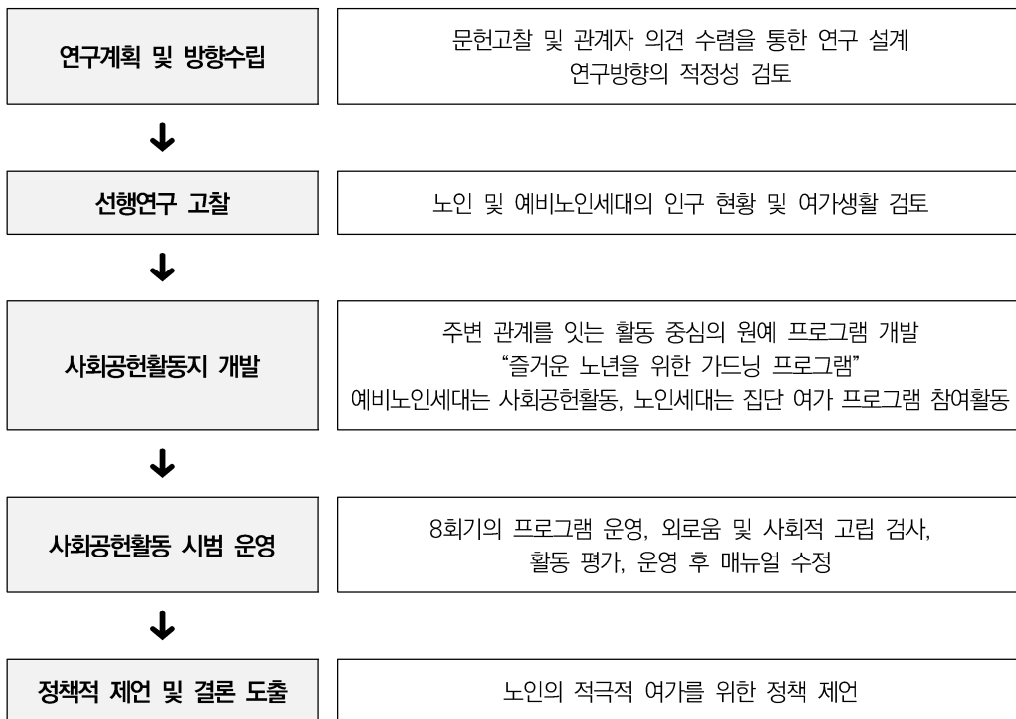 연구계획 및 방향수립
문헌고찰 및 관계자 의견 수렴을 통한 연구 설계
연구방향의 적정성 검토
선행연구 고찰
노인 및 예비노인세대의 인구 현황 및 여가생활 검토
사회공헌활동지 개발
주변 관계를 잇는 활동 중심의 원예 프로그램 개발
“즐거운 노년을 위한 가드닝 프로그램”
예비노인세대는 사회공헌활동, 노인세대는 집단 여가 프로그램 참여활동
사회공헌활동 시범 운영
8회기의 프로그램 운영, 외로움 및 사회적 고립 검사,
활동 평가, 운영 후 매뉴얼 수정
정책적 제언 및 결론 도출
노인의 적극적 여가를 위한 정책 제언